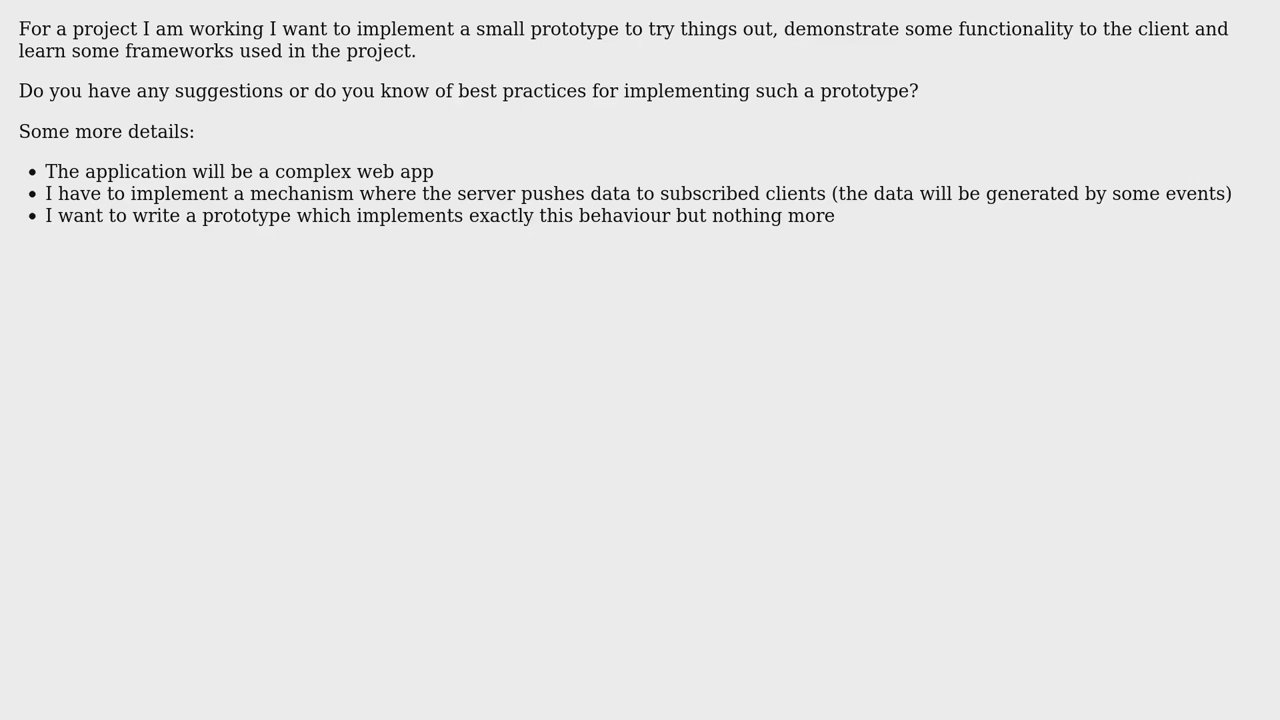 For a project I am working I want to implement a small prototype to try things out, demonstrate some functionality to the client and
learn some frameworks used in the project.
Do you have any suggestions or do you know of best practices for implementing such a prototype?
Some more details:
• The application will be a complex web app
• I have to implement a mechanism where the server pushes data to subscribed clients (the data will be generated by some events)
• I want to write a prototype which implements exactly this behaviour but nothing more